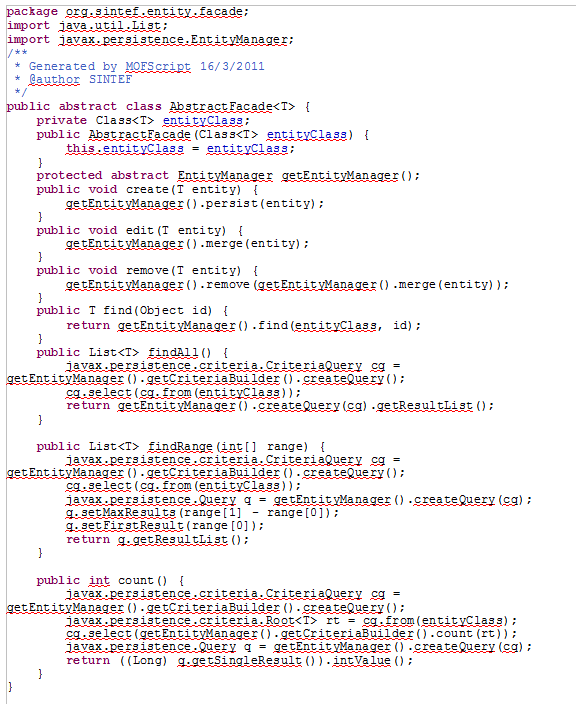 package org.sintef.entity.facade;
import java.util.List;
import javax.persistence.EntityManager;
/**
 * Generated by MOFScript 16/3/2011
 * @author SINTEF
 */
public abstract class AbstractFacade<T> {
    private Class<T> entityClass;
    public AbstractFacade(Class<T> entityClass) {
        this.entityClass = entityClass;
    }
    protected abstract EntityManager getEntityManager();
    public void create(T entity) {
        getEntityManager().persist(entity);
    }
    public void edit(T entity) {
        getEntityManager().merge(entity);
    }
    public void remove(T entity) {
        getEntityManager().remove(getEntityManager().merge(entity));
    }
    public T find(Object id) {
        return getEntityManager().find(entityClass, id);
    }
    public List<T> findAll() {
        javax.persistence.criteria.CriteriaQuery cq =
getEntityManager().getCriteriaBuilder().createQuery();
        cq.select(cq.from(entityClass));
        return getEntityManager().createQuery(cq).getResultList();
    }

    public List<T> findRange(int[] range) {
        javax.persistence.criteria.CriteriaQuery cq =
getEntityManager().getCriteriaBuilder().createQuery();
        cq.select(cq.from(entityClass));
        javax.persistence.Query q = getEntityManager().createQuery(cq);
        q.setMaxResults(range[1] - range[0]);
        q.setFirstResult(range[0]);
        return q.getResultList();
    }

    public int count() {
        javax.persistence.criteria.CriteriaQuery cq =
getEntityManager().getCriteriaBuilder().createQuery();
        javax.persistence.criteria.Root<T> rt = cq.from(entityClass);
        cq.select(getEntityManager().getCriteriaBuilder().count(rt));
        javax.persistence.Query q = getEntityManager().createQuery(cq);
        return ((Long) q.getSingleResult()).intValue();
    }
}